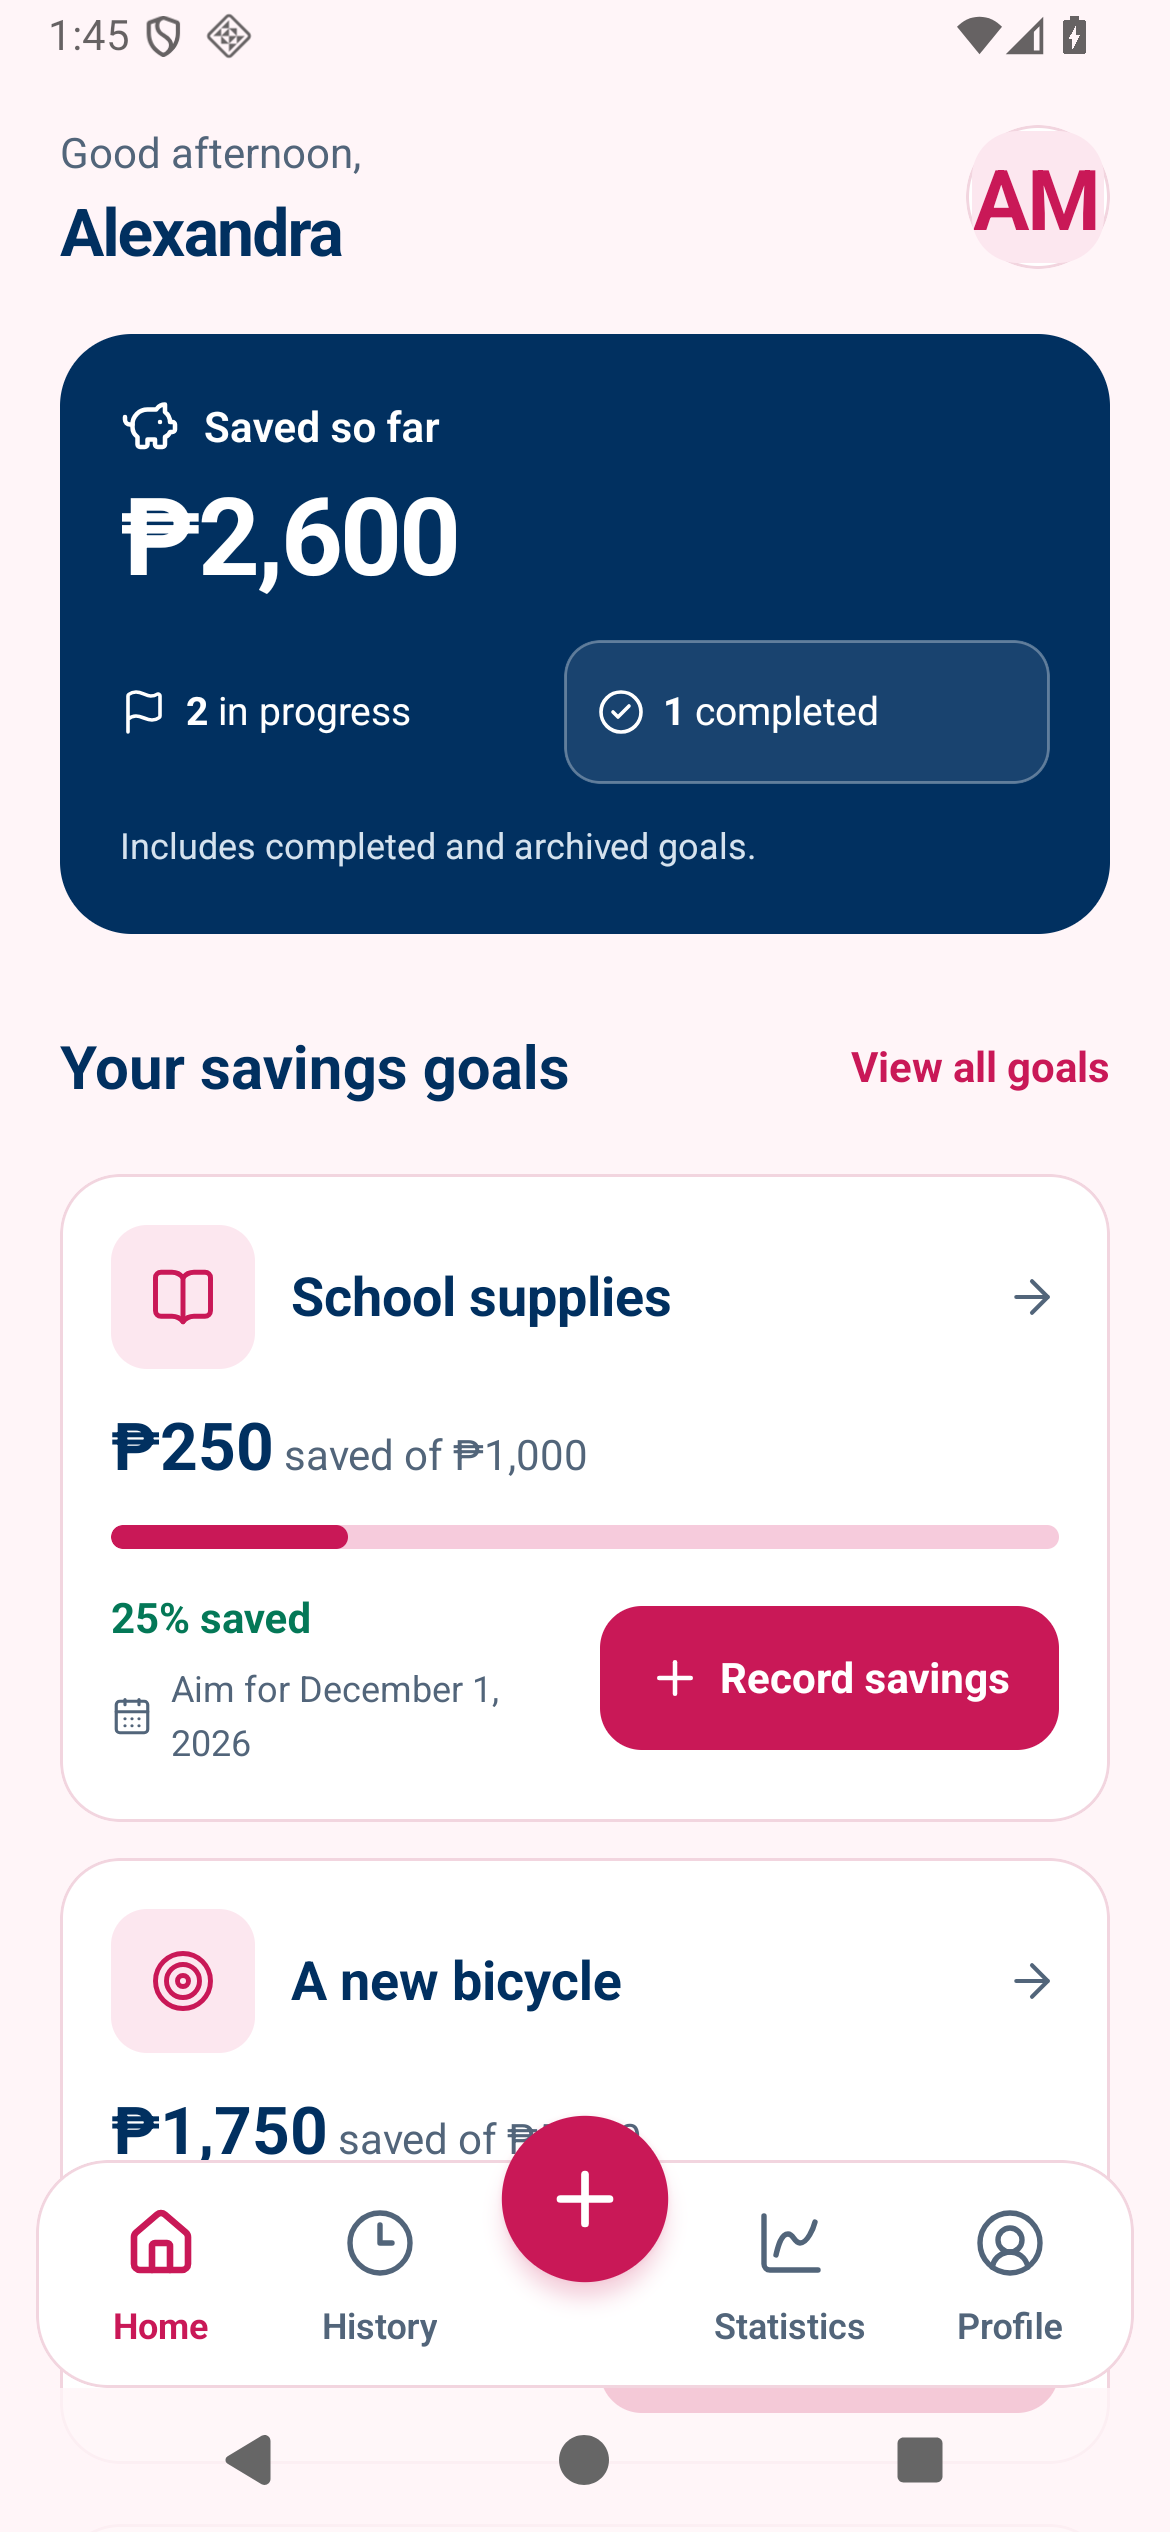 1:45
Good afternoon,
Alexandra
AM
Saved so far
₱2,600
2 in progress
1 completed
Includes completed and archived goals.
Your savings goals
View all goals
School supplies
₱250 saved of ₱1,000
25% saved
Aim for December 1,
2026
Record savings
A new bicycle
₱1,750 saved of
Home
History
Statistics
Profile